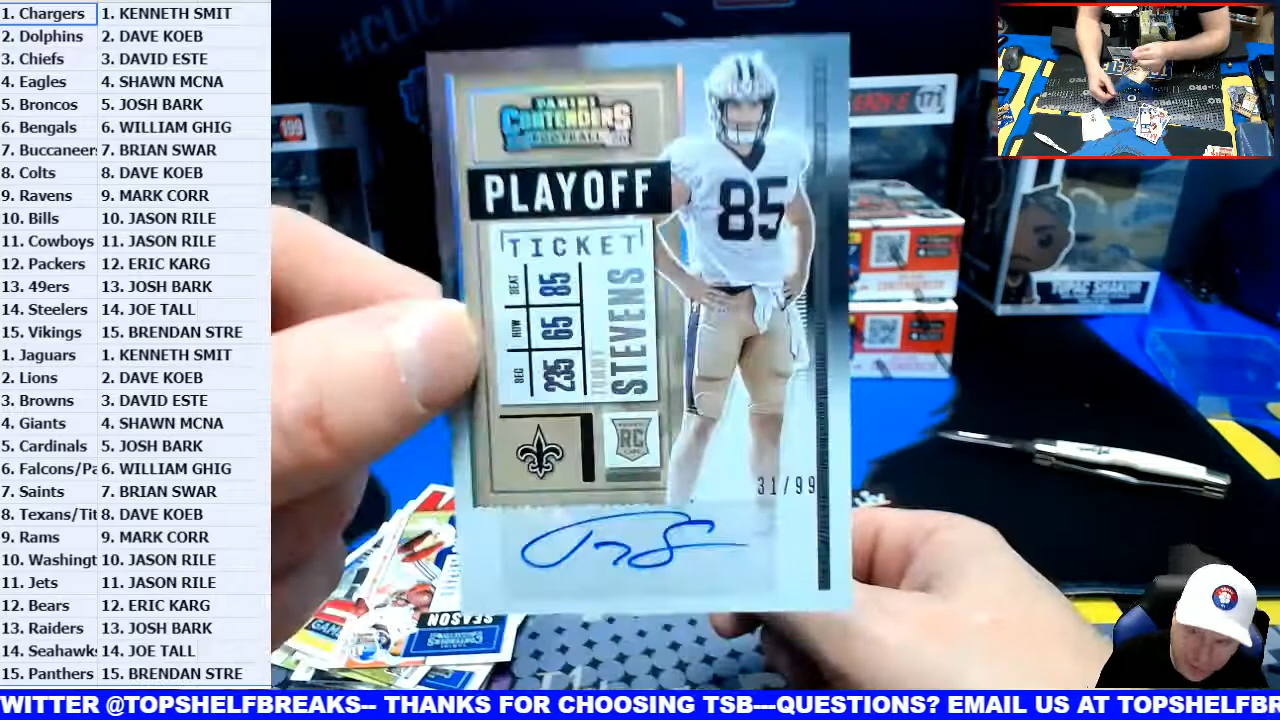 1. Chargers 1. KENNETH SMIT
2. Dolphins 2. DAVE KOEB
3. Chiefs 3. DAVID ESTE
4. Eagles 4. SHAWN MCNA
5. Broncos 5. JOSH BARK
6. Bengals 6. WILLIAM GHIG
7. Buccaneer 7. BRIAN SWAR
8. Colts 8. DAVE KOEB
9. Ravens 9. MARK CORR
10. Bills 10. JASON RILE
11. Cowboys 11. JASON RILE
12. Packers 12. ERIC KARG
13. 49ers 13. JOSH BARK
14. Steelers 14. JOE TALL
15. Vikings 15. BRENDAN STRE
1. Jaguars 1. KENNETH SMIT
2. Lions 2. DAVE KOEB
3. Browns 3. DAVID ESTE
4. Giants 4. SHAWN MCNA
5. Cardinals 5. JOSH BARK
6. Falcons/Pa 6. WILLIAM GHIG
7. Saints 7. BRIAN SWAR
8. Texans/Tit 8. DAVE KOEB
9. Rams 9. MARK CORR
10. Washingt 10. JASON RILE
11. Jets 11. JASON RILE
12. Bears 12. ERIC KARG
13. Raiders 13. JOSH BARK
14. Seahawk 14. JOE TALL
15. Panthers 15. BRENDAN STRE
PANINI
CONTENDERS
FOOTBALL
PLAYOFF
TICKET
SEAT 85
ROW 65
SEC 235
TOMMY
STEVENS
RC
85
31/99
199
EAZY-E 171
TUPAC SHAKUR
SEASON
GAM
WITTER @TOPSHELFBREAKS-- THANKS FOR CHOOSING TSB---QUESTIONS? EMAIL US AT TOPSHELFBR